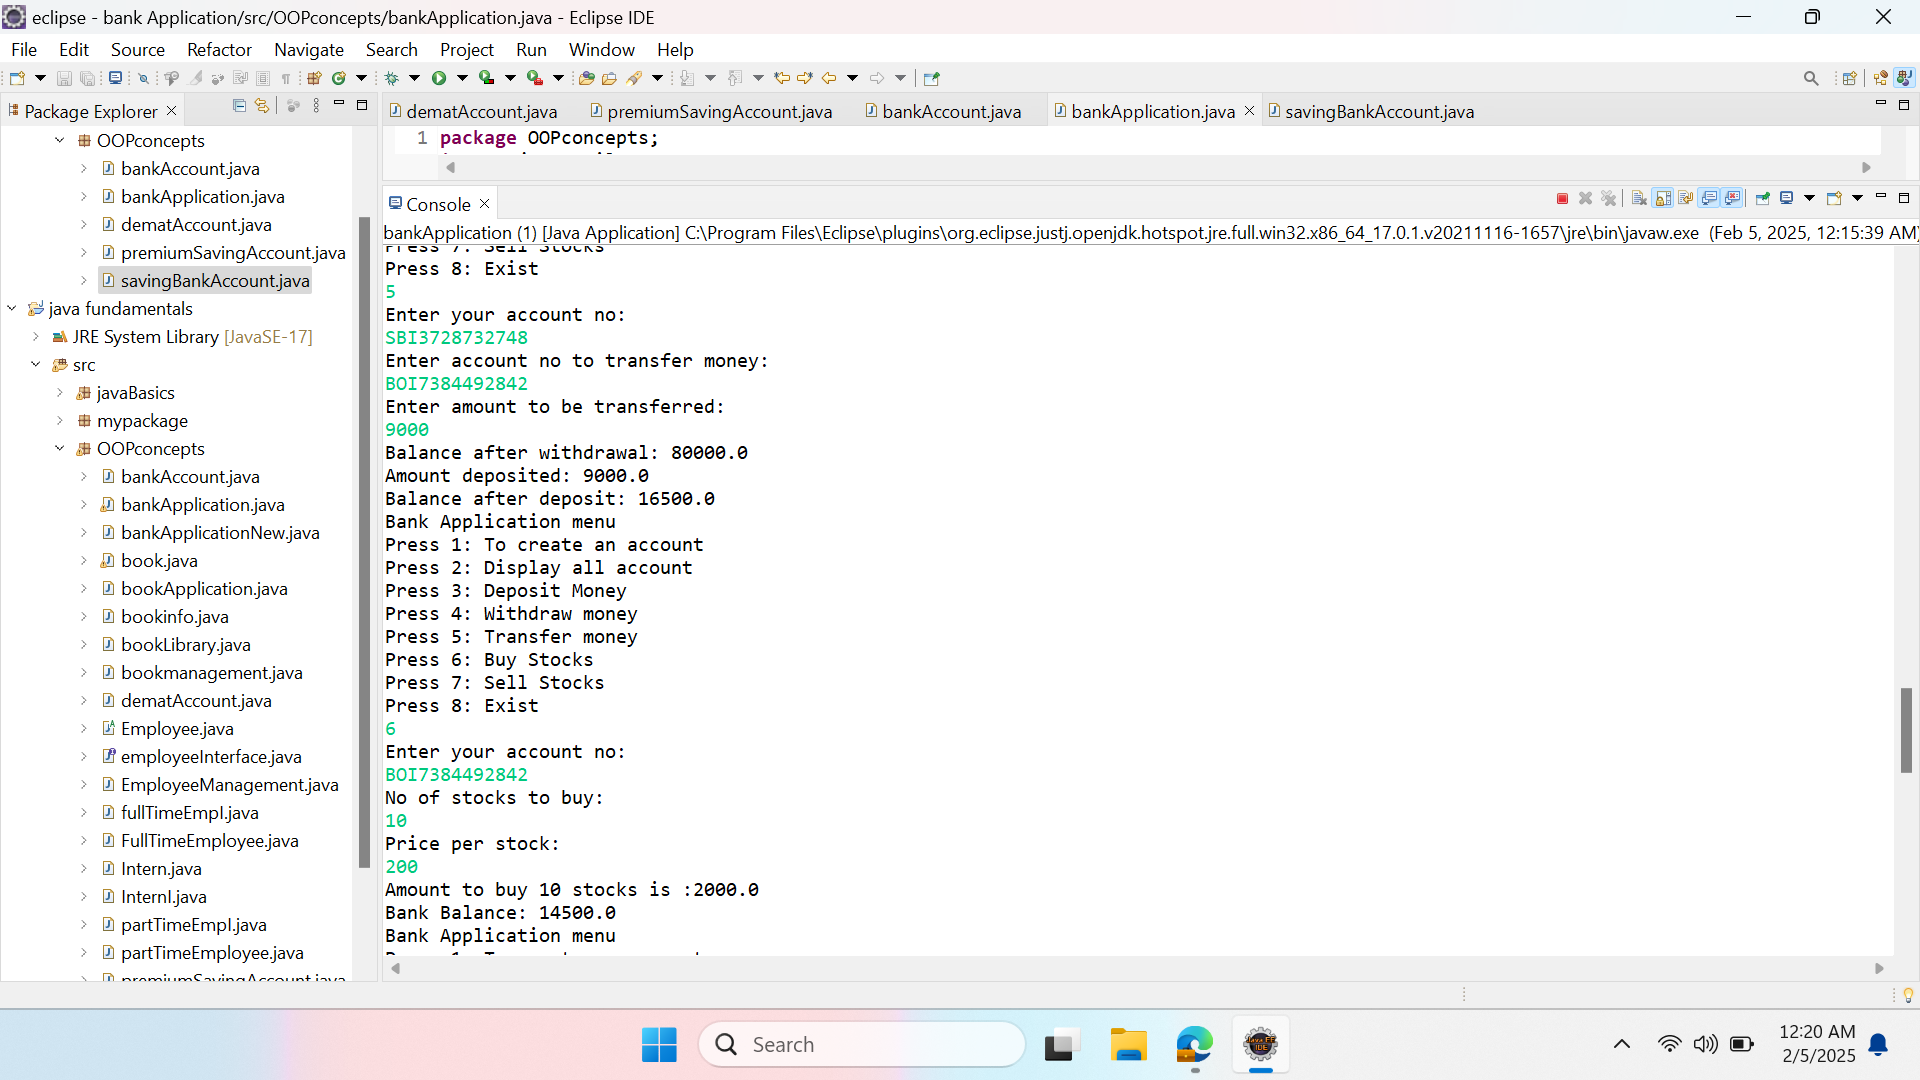 eclipse - bank Application/src/OOPconcepts/bankApplication.java - Eclipse IDE
File Edit Source Refactor Navigate Search Project Run Window Help
Package Explorer
OOPconcepts
bankAccount.java
bankApplication.java
dematAccount.java
premiumSavingAccount.java
savingBankAccount.java
java fundamentals
JRE System Library [JavaSE-17]
src
javaBasics
mypackage
OOPconcepts
bankAccount.java
bankApplication.java
bankApplicationNew.java
book.java
bookApplication.java
bookinfo.java
bookLibrary.java
bookmanagement.java
dematAccount.java
Employee.java
employeeInterface.java
EmployeeManagement.java
fullTimeEmpI.java
FullTimeEmployee.java
Intern.java
InternI.java
partTimeEmpI.java
partTimeEmployee.java
premiumSavingAccount.java
dematAccount.java premiumSavingAccount.java bankAccount.java bankApplication.java savingBankAccount.java
1 package OOPconcepts;
Console
bankApplication (1) [Java Application] C:\Program Files\Eclipse\plugins\org.eclipse.justj.openjdk.hotspot.jre.full.win32.x86_64_17.0.1.v20211116-1657\jre\bin\javaw.exe (Feb 5, 2025, 12:15:39 AM)
Press 7: Sell Stocks
Press 8: Exist
5
Enter your account no:
SBI3728732748
Enter account no to transfer money:
BOI7384492842
Enter amount to be transferred:
9000
Balance after withdrawal: 80000.0
Amount deposited: 9000.0
Balance after deposit: 16500.0
Bank Application menu
Press 1: To create an account
Press 2: Display all account
Press 3: Deposit Money
Press 4: Withdraw money
Press 5: Transfer money
Press 6: Buy Stocks
Press 7: Sell Stocks
Press 8: Exist
6
Enter your account no:
BOI7384492842
No of stocks to buy:
10
Price per stock:
200
Amount to buy 10 stocks is :2000.0
Bank Balance: 14500.0
Bank Application menu
Search
12:20 AM
2/5/2025